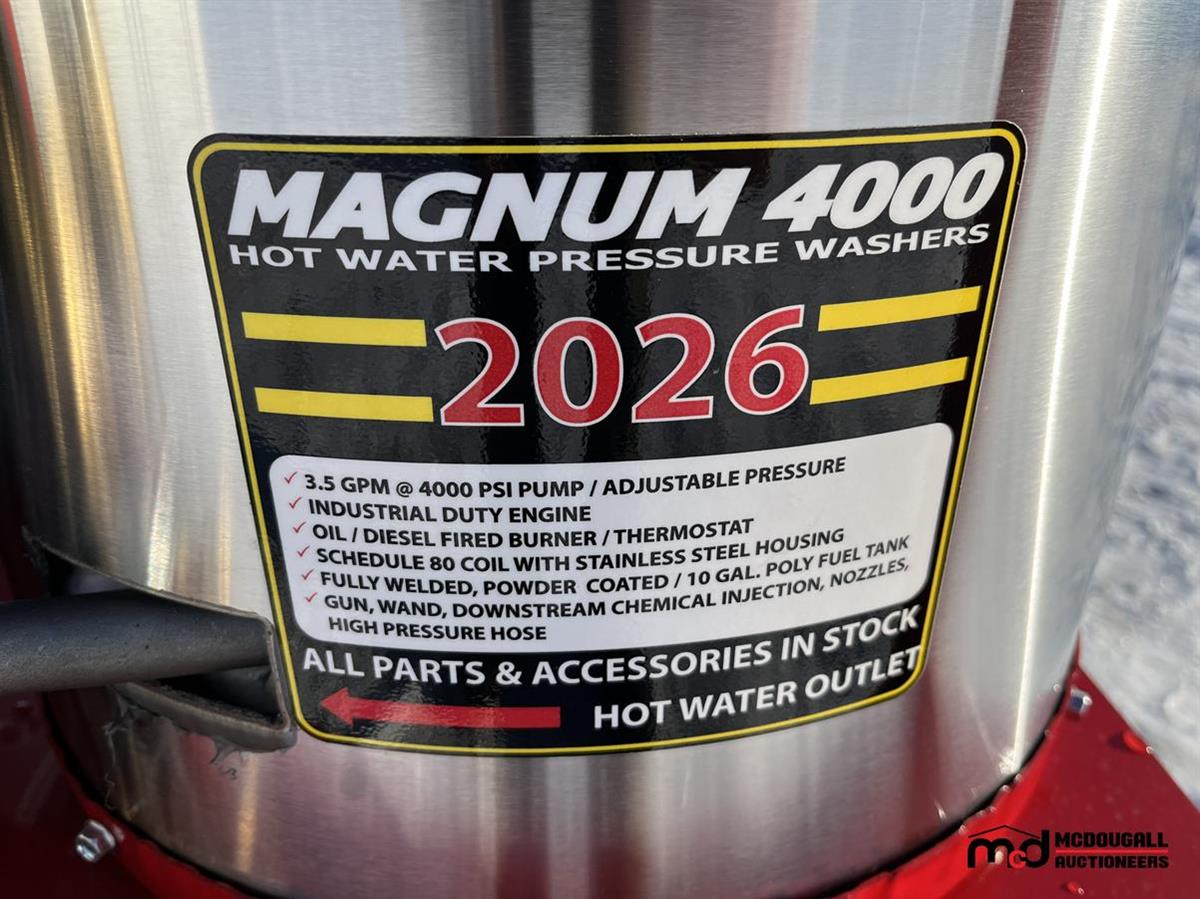 MAGNUM 4000
HOT WATER PRESSURE WASHERS
2026
✓ 3.5 GPM @ 4000 PSI PUMP / ADJUSTABLE PRESSURE
✓ INDUSTRIAL DUTY ENGINE
✓ OIL / DIESEL FIRED BURNER / THERMOSTAT
✓ SCHEDULE 80 COIL WITH STAINLESS STEEL HOUSING
✓ FULLY WELDED, POWDER COATED / 10 GAL. POLY FUEL TANK
✓ GUN, WAND, DOWNSTREAM CHEMICAL INJECTION, NOZZLES,
HIGH PRESSURE HOSE
ALL PARTS & ACCESSORIES IN STOCK
HOT WATER OUTLET
mcd MCDOUGALL
AUCTIONEERS